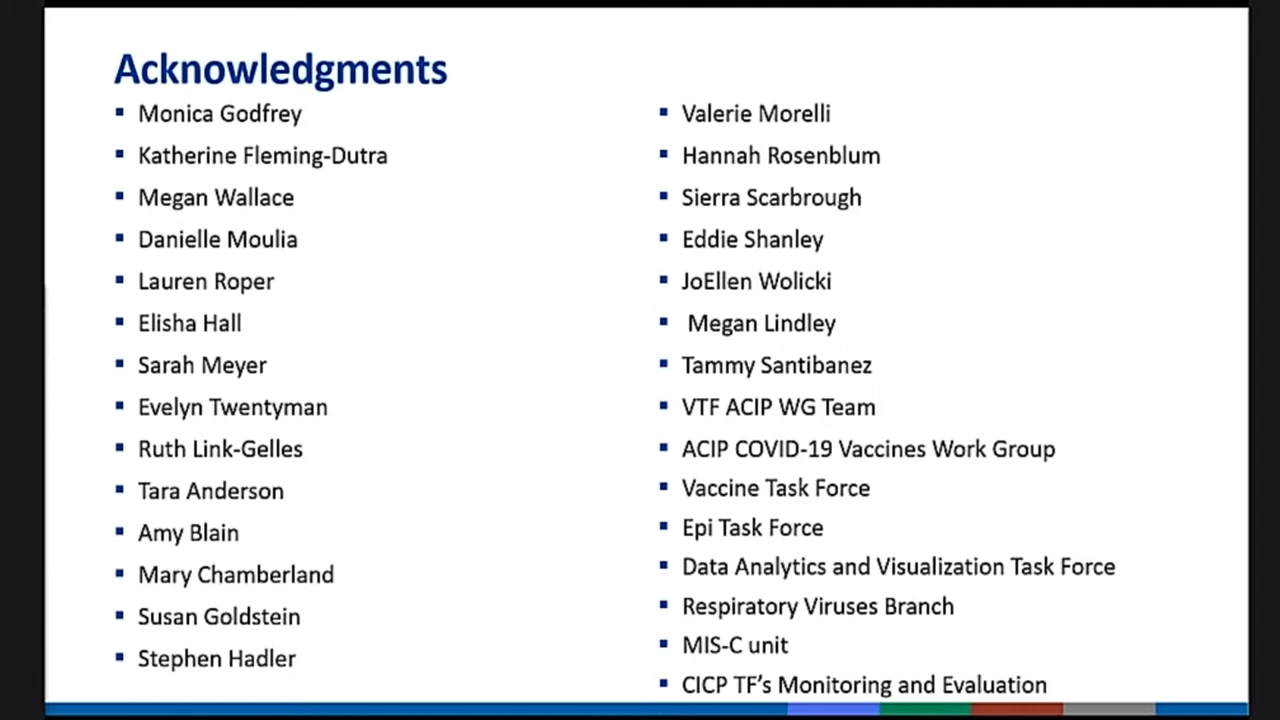 Acknowledgments
Monica Godfrey
Katherine Fleming-Dutra
Megan Wallace
Danielle Moulia
Lauren Roper
Elisha Hall
Sarah Meyer
Evelyn Twentyman
Ruth Link-Gelles
Tara Anderson
Amy Blain
Mary Chamberland
Susan Goldstein
Stephen Hadler
Valerie Morelli
Hannah Rosenblum
Sierra Scarbrough
Eddie Shanley
JoEllen Wolicki
Megan Lindley
Tammy Santibanez
VTF ACIP WG Team
ACIP COVID-19 Vaccines Work Group
Vaccine Task Force
Epi Task Force
Data Analytics and Visualization Task Force
Respiratory Viruses Branch
MIS-C unit
CICP TF’s Monitoring and Evaluation